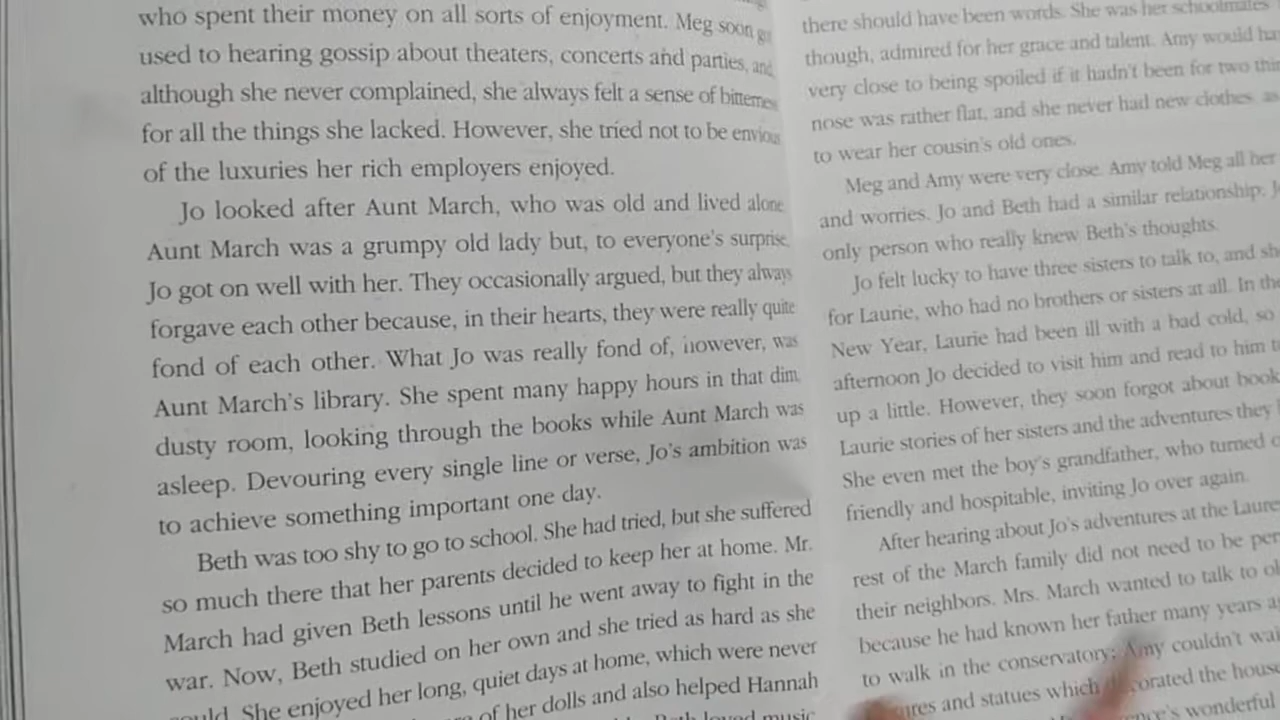 who spent their money on all sorts of enjoyment. Meg soon
used to hearing gossip about theaters, concerts and parties, and
although she never complained, she always felt a sense of bitterness
for all the things she lacked. However, she tried not to be envious
of the luxuries her rich employers enjoyed.
Jo looked after Aunt March, who was old and lived alone.
Aunt March was a grumpy old lady but, to everyone's surprise,
Jo got on well with her. They occasionally argued, but they always
forgave each other because, in their hearts, they were really quite
fond of each other. What Jo was really fond of, however, was
Aunt March's library. She spent many happy hours in that dim,
dusty room, looking through the books while Aunt March was
asleep. Devouring every single line or verse, Jo's ambition was
to achieve something important one day.
Beth was too shy to go to school. She had tried, but she suffered
so much there that her parents decided to keep her at home. Mr.
March had given Beth lessons until he went away to fight in the
war. Now, Beth studied on her own and she tried as hard as she
She enjoyed her long, quiet days at home, which were never
of her dolls and also helped Hannah
Beth loved music
there should have been words. She was her schoolmates'
though, admired for her grace and talent. Amy would
very close to being spoiled if it hadn't been for two
nose was rather flat, and she never had new clothes, as
to wear her cousin's old ones.
Meg and Amy were very close. Amy told Meg all her
and worries. Jo and Beth had a similar relationship.
only person who really knew Beth's thoughts.
Jo felt lucky to have three sisters to talk to, and
for Laurie, who had no brothers or sisters at all. In
New Year, Laurie had been ill with a bad cold, so
afternoon Jo decided to visit him and read to him
up a little. However, they soon forgot about
Laurie stories of her sisters and the adventures they
She even met the boy's grandfather, who turned
friendly and hospitable, inviting Jo over again.
After hearing about Jo's adventures at the
rest of the March family did not need to be
their neighbors. Mrs. March wanted to talk to
because he had known her father many years
to walk in the conservatory; Amy couldn't
and statues which decorated the
wonderful